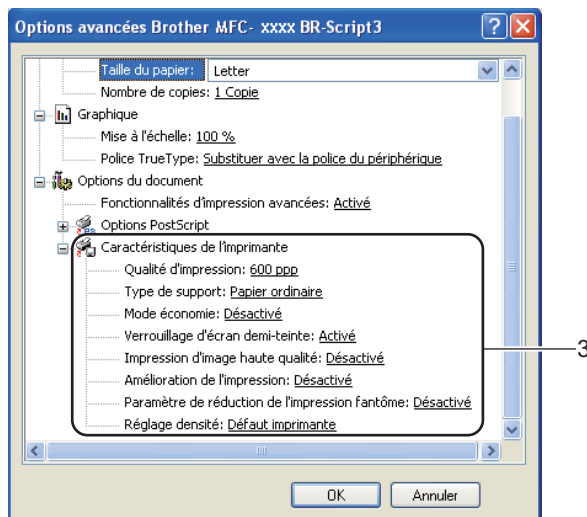 Options avancées Brother MFC- xxxx BR-Script3
Taille du papier: Letter
Nombre de copies: 1 Copie
Graphique
Mise à l'échelle: 100 %
Police TrueType: Substituer avec la police du périphérique
Options du document
Fonctionnalités d'impression avancées: Activé
Options PostScript
Caractéristiques de l'imprimante
Qualité d'impression: 600 ppp
Type de support: Papier ordinaire
Mode économie: Désactivé
Verrouillage d'écran demi-teinte: Activé
Impression d'image haute qualité: Désactivé
Amélioration de l'impression: Désactivé
Paramètre de réduction de l'impression fantôme: Désactivé
Réglage densité: Défaut imprimante
3
OK Annuler